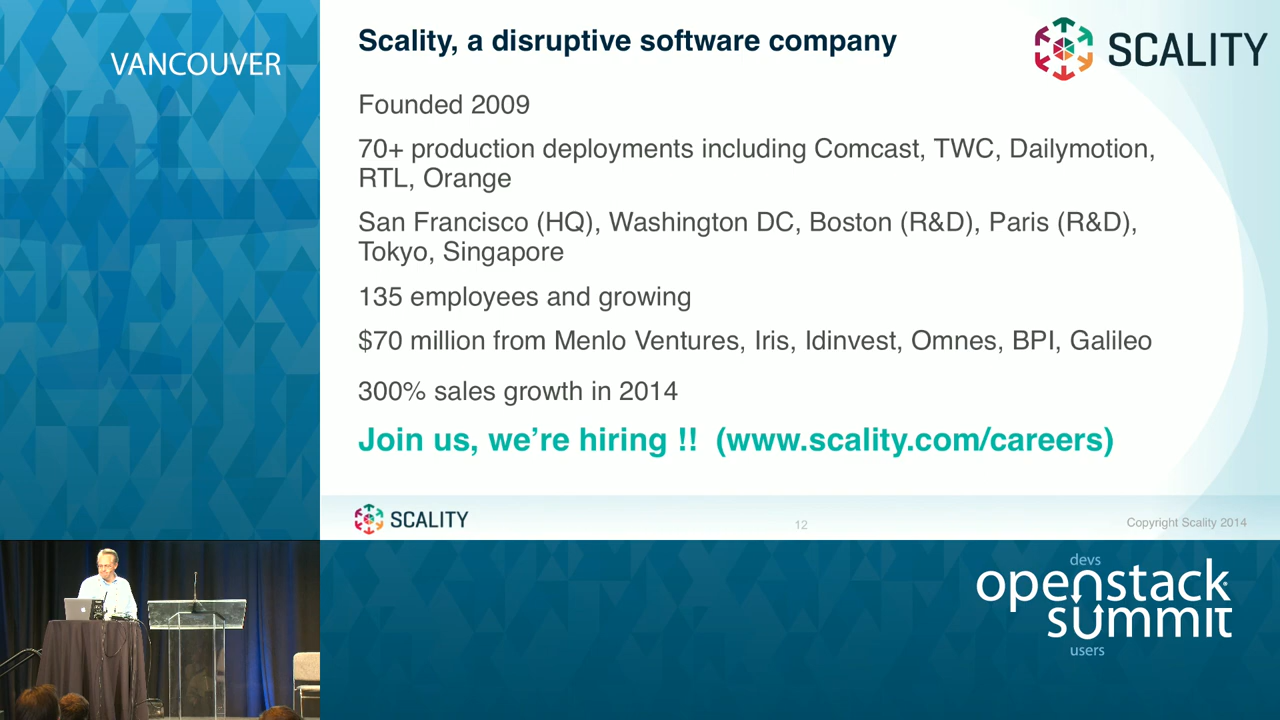 VANCOUVER
Scality, a disruptive software company
SCALITY
Founded 2009
70+ production deployments including Comcast, TWC, Dailymotion,
RTL, Orange
San Francisco (HQ), Washington DC, Boston (R&D), Paris (R&D),
Tokyo, Singapore
135 employees and growing
$70 million from Menlo Ventures, Iris, Idinvest, Omnes, BPI, Galileo
300% sales growth in 2014
Join us, we’re hiring !! (www.scality.com/careers)
SCALITY
12
Copyright Scality 2014
devs
openstack
summit
users